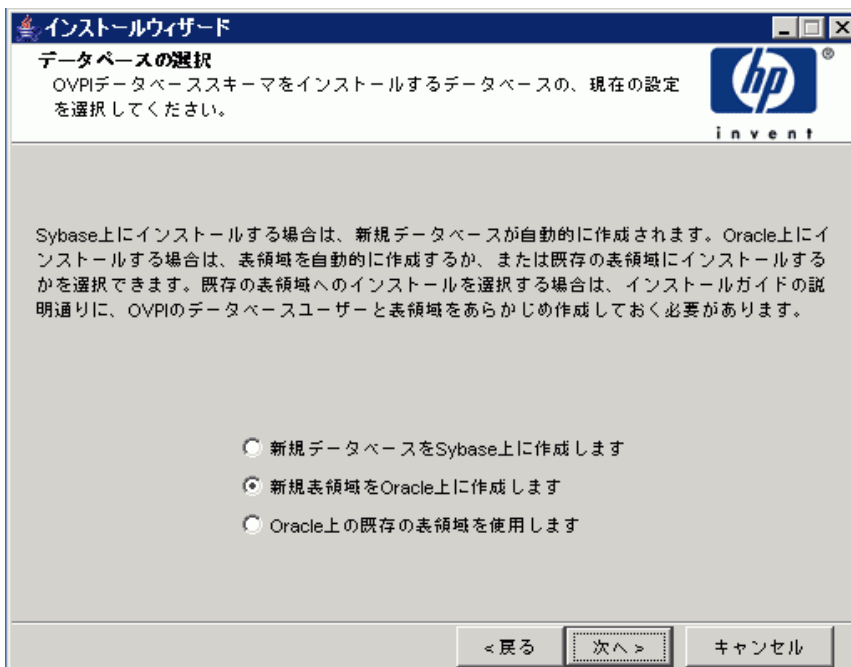 インストールウィザード
データベースの選択
OVPIデータベーススキーマをインストールするデータベースの、現在の設定
を選択してください。
hp
®
invent
Sybase上にインストールする場合は、新規データベースが自動的に作成されます。Oracle上にイ
ンストールする場合は、表領域を自動的に作成するか、または既存の表領域にインストールする
かを選択できます。既存の表領域へのインストールを選択する場合は、インストールガイドの説
明通りに、OVPIのデータベースユーザーと表領域をあらかじめ作成しておく必要があります。
新規データベースをSybase上に作成します
新規表領域をOracle上に作成します
Oracle上の既存の表領域を使用します
<戻る
次へ>
キャンセル